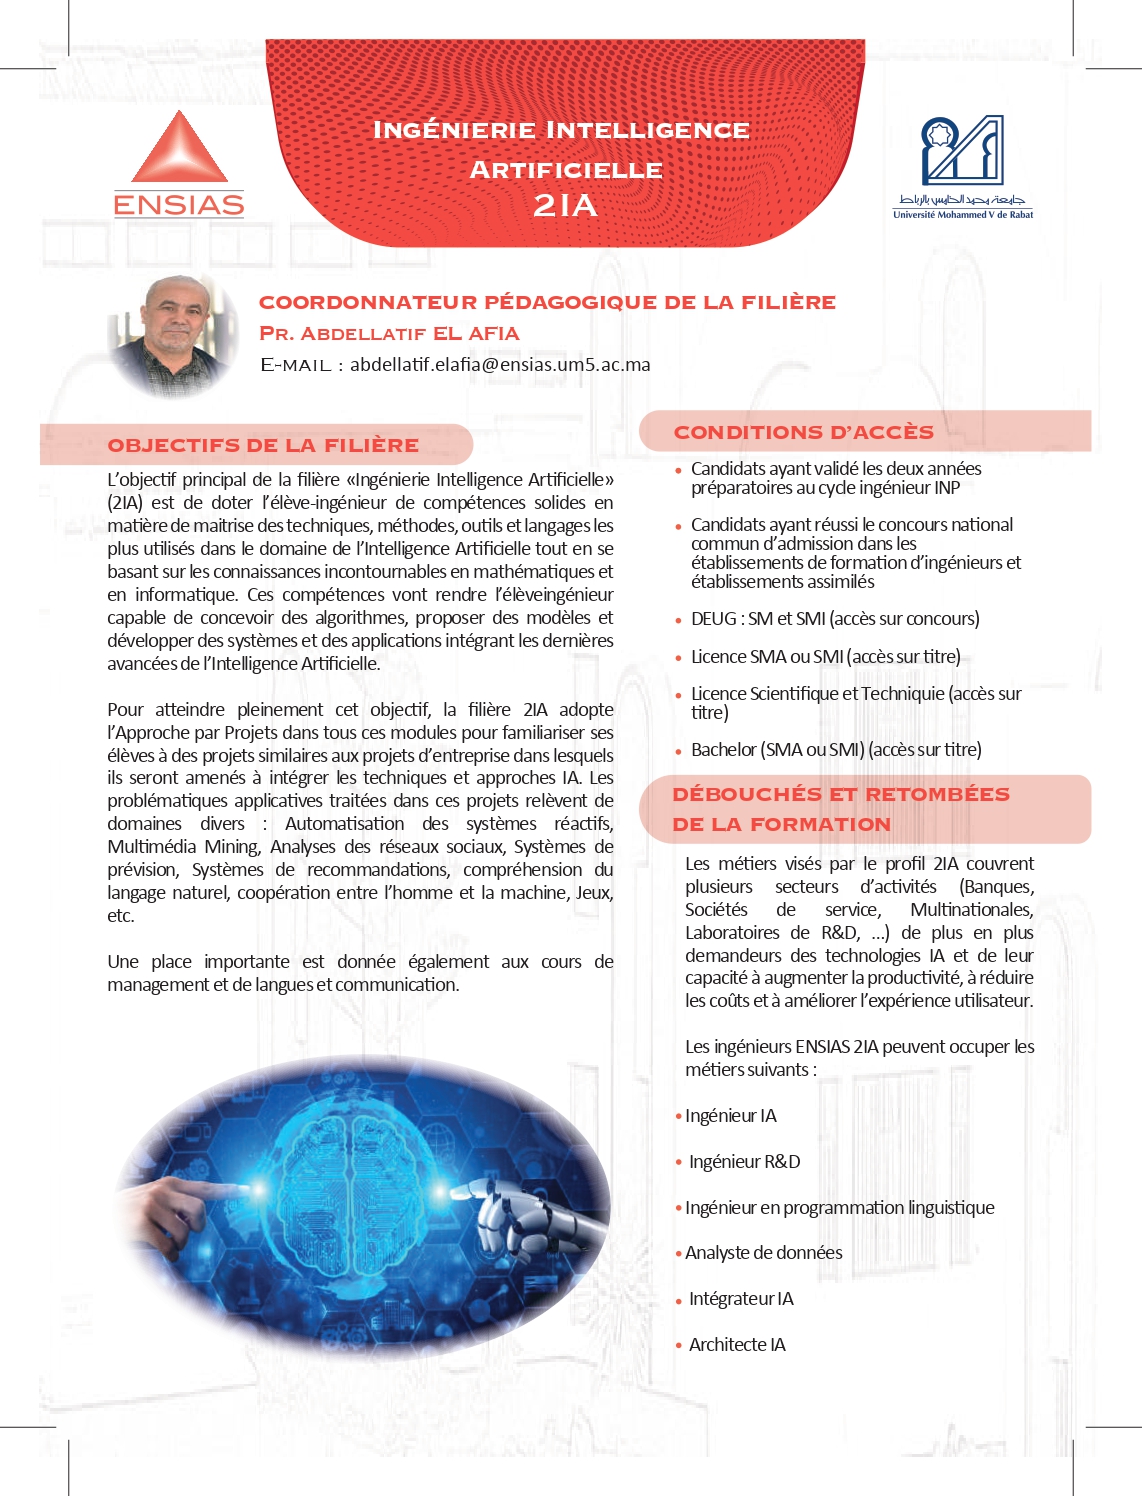 Ingénierie Intelligence
Artificielle
2IA
ENSIAS
جامعة محمد الخامس بالرباط
Université Mohammed V de Rabat
COORDONNATEUR PÉDAGOGIQUE DE LA FILIÈRE
Pr. Abdellatif EL AFIA
E-mail : abdellatif.elafia@ensias.um5.ac.ma
OBJECTIFS DE LA FILIÈRE
L’objectif principal de la filière «Ingénierie Intelligence Artificielle»
(2IA) est de doter l’élève-ingénieur de compétences solides en
matière de maitrise des techniques, méthodes, outils et langages les
plus utilisés dans le domaine de l’Intelligence Artificielle tout en se
basant sur les connaissances incontournables en mathématiques et
en informatique. Ces compétences vont rendre l’élèveingénieur
capable de concevoir des algorithmes, proposer des modèles et
développer des systèmes et des applications intégrant les dernières
avancées de l’Intelligence Artificielle.
Pour atteindre pleinement cet objectif, la filière 2IA adopte
l’Approche par Projets dans tous ces modules pour familiariser ses
élèves à des projets similaires aux projets d’entreprise dans lesquels
ils seront amenés à intégrer les techniques et approches IA. Les
problématiques applicatives traitées dans ces projets relèvent de
domaines divers : Automatisation des systèmes réactifs,
Multimédia Mining, Analyses des réseaux sociaux, Systèmes de
prévision, Systèmes de recommandations, compréhension du
langage naturel, coopération entre l’homme et la machine, Jeux,
etc.
Une place importante est donnée également aux cours de
management et de langues et communication.
CONDITIONS D’ACCÈS
• Candidats ayant validé les deux années
préparatoires au cycle ingénieur INP
• Candidats ayant réussi le concours national
commun d’admission dans les
établissements de formation d’ingénieurs et
établissements assimilés
• DEUG : SM et SMI (accès sur concours)
• Licence SMA ou SMI (accès sur titre)
• Licence Scientifique et Techniquie (accès sur
titre)
• Bachelor (SMA ou SMI) (accès sur titre)
DÉBOUCHÉS ET RETOMBÉES
DE LA FORMATION
Les métiers visés par le profil 2IA couvrent
plusieurs secteurs d’activités (Banques,
Sociétés de service, Multinationales,
Laboratoires de R&D, ...) de plus en plus
demandeurs des technologies IA et de leur
capacité à augmenter la productivité, à réduire
les coûts et à améliorer l’expérience utilisateur.
Les ingénieurs ENSIAS 2IA peuvent occuper les
métiers suivants :
• Ingénieur IA
• Ingénieur R&D
• Ingénieur en programmation linguistique
• Analyste de données
• Intégrateur IA
• Architecte IA